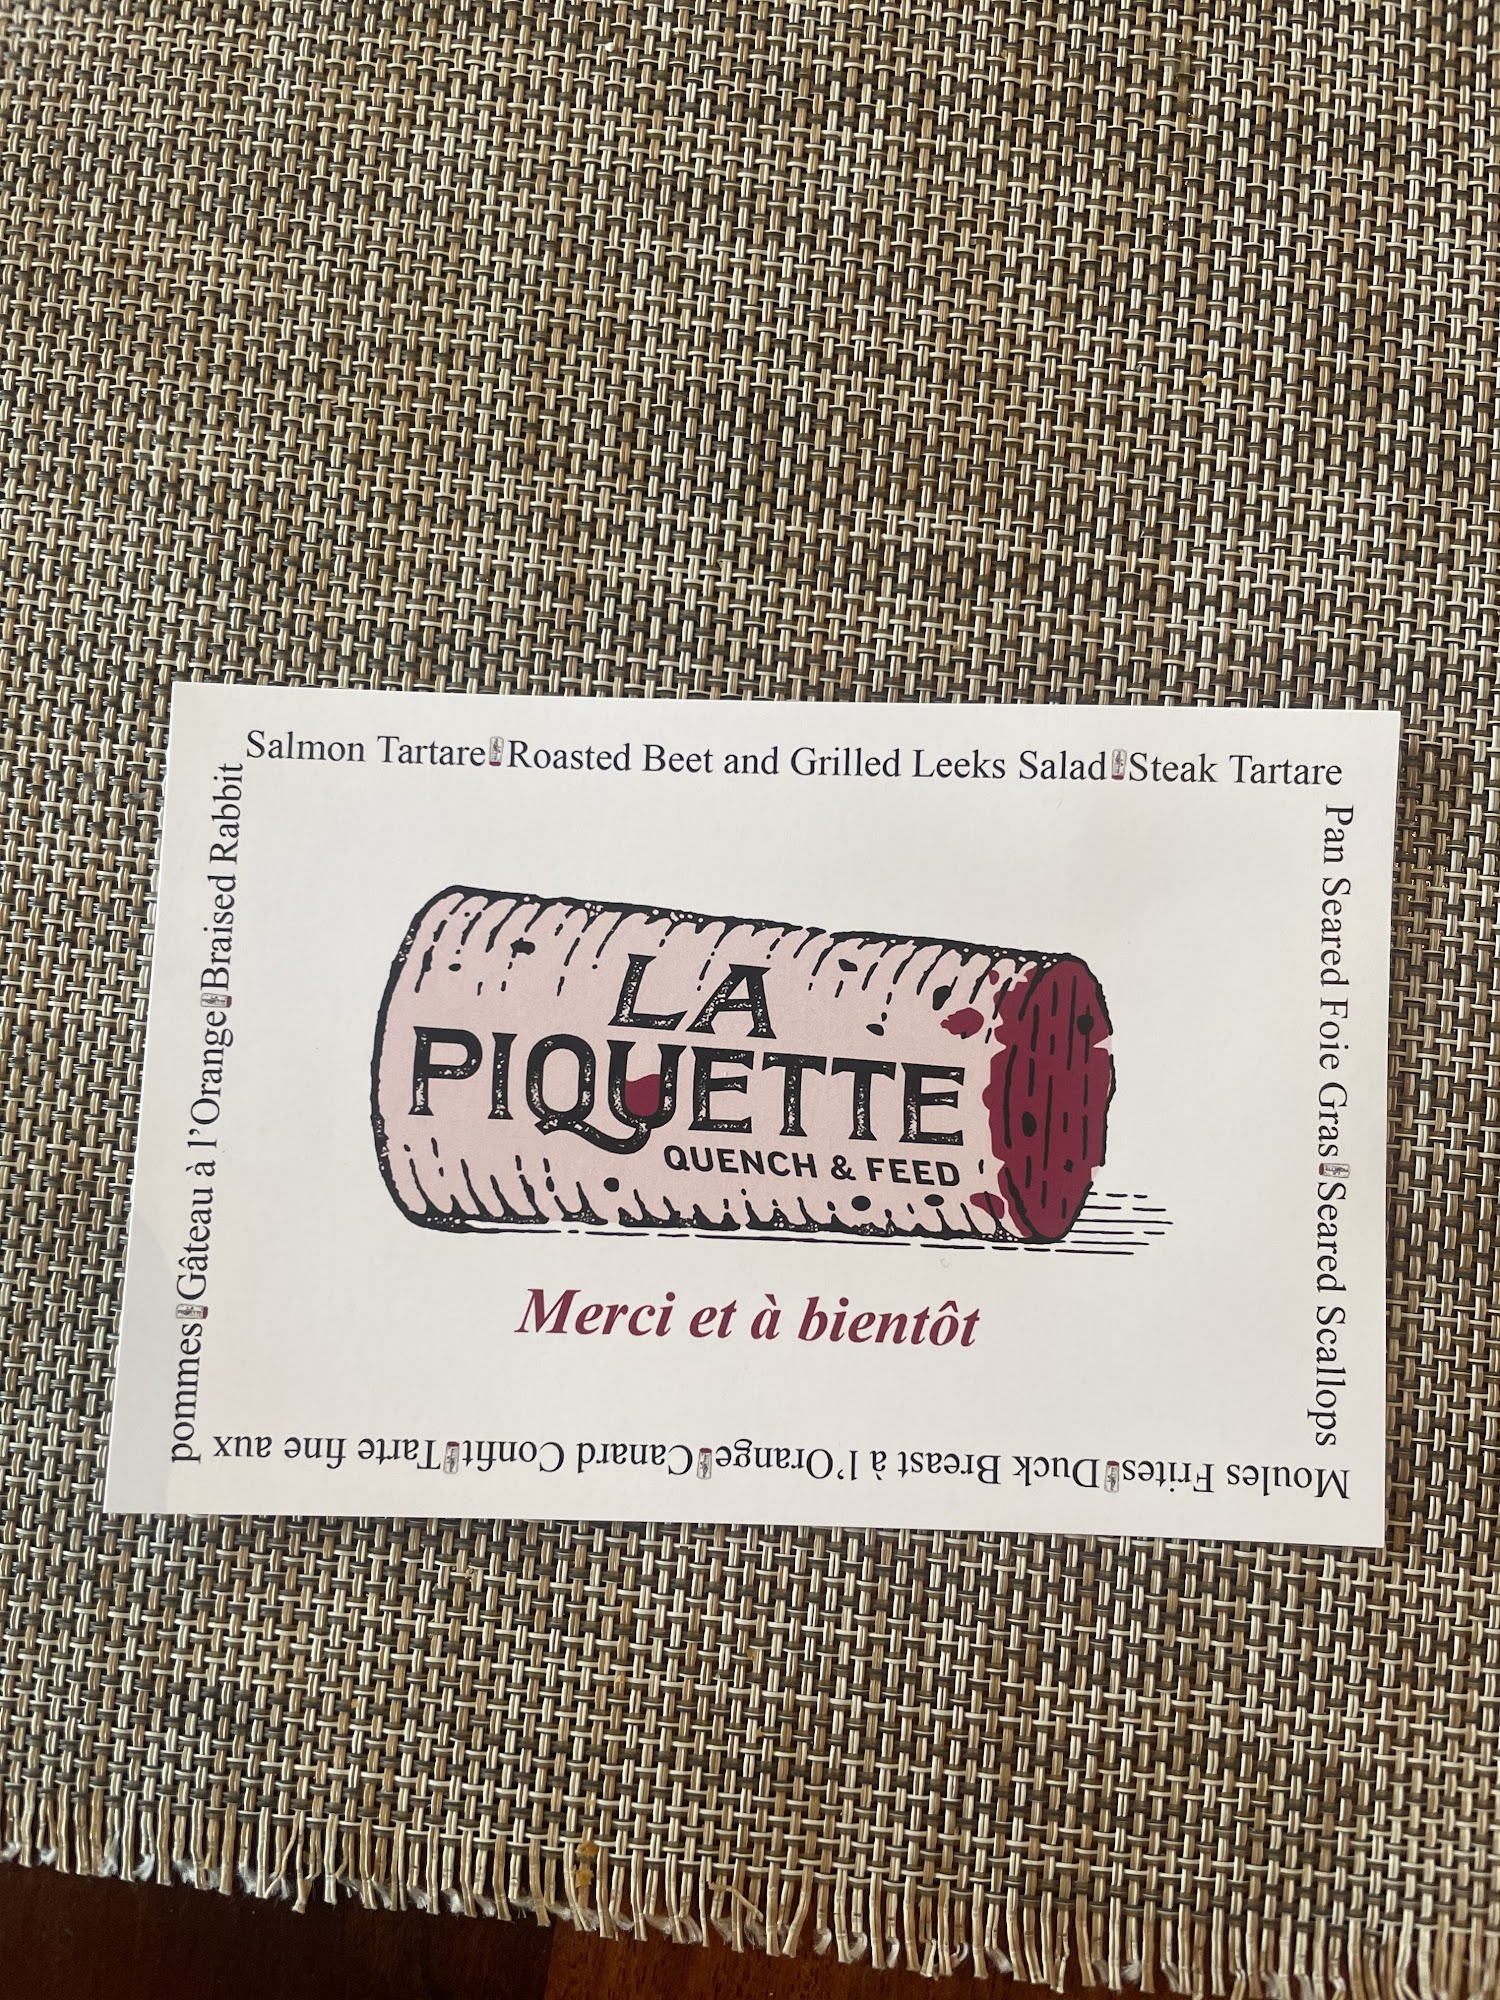 Salmon Tartare Roasted Beet and Grilled Leeks Salad Steak Tartare
Pan Seared Foie Gras Seared Scallops
Moules Frites Duck Breast à l'Orange Canard Confit Tarte fine aux
pommes Gâteau à l'Orange Braised Rabbit
LA
PIQUETTE
QUENCH & FEED
Merci et à bientôt